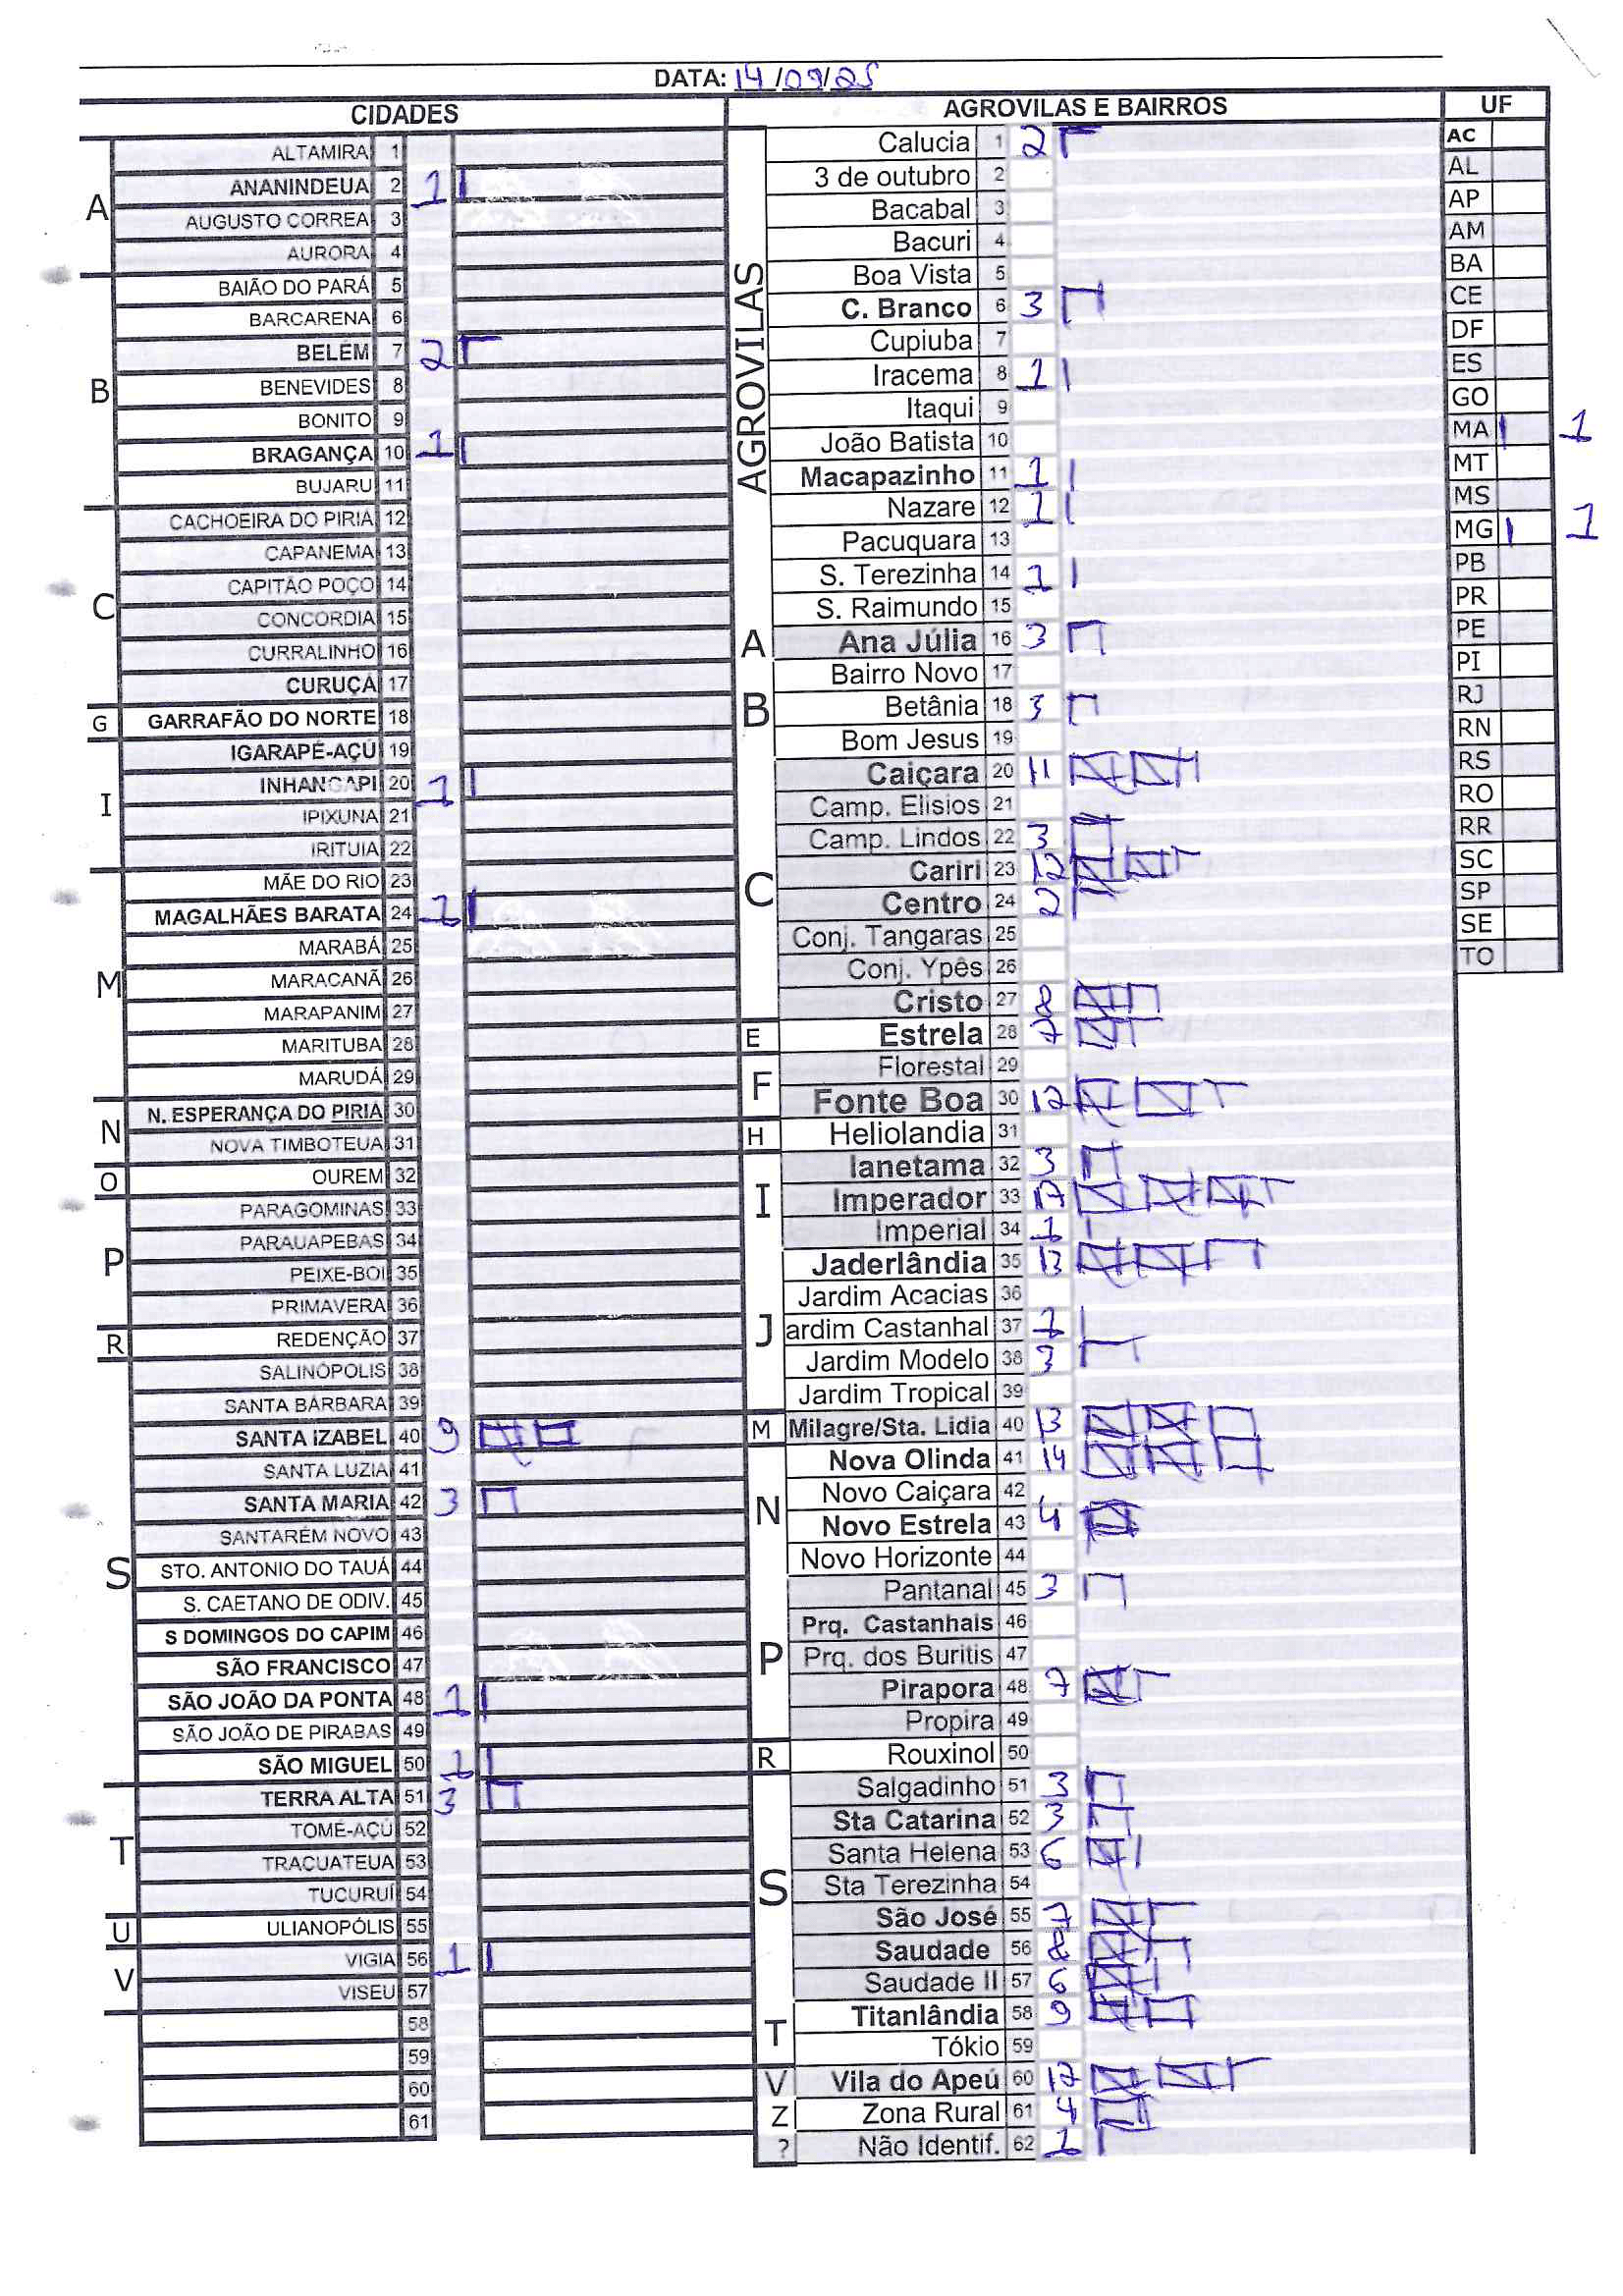 DATA: 14/09/25
CIDADES
A
ALTAMIRA 1
ANANINDEUA 2 1
AUGUSTO CORREA 3
AURORA 4
B
BAIÃO DO PARÁ 5
BARCARENA 6
BELÉM 7 2
BENEVIDES 8
BONITO 9
BRAGANÇA 10 1
BUJARU 11
C
CACHOEIRA DO PIRIÁ 12
CAPANEMA 13
CAPITÃO POÇO 14
CONCORDIA 15
CURRALINHO 16
CURUÇÁ 17
G
GARRAFÃO DO NORTE 18
I
IGARAPÉ-AÇÚ 19
INHANGAPI 20 1
IPIXUNA 21
IRITUIA 22
M
MÃE DO RIO 23
MAGALHÃES BARATA 24 1
MARABÁ 25
MARACANÃ 26
MARAPANIM 27
MARITUBA 28
MARUDÁ 29
N
N. ESPERANÇA DO PIRIÁ 30
NOVA TIMBOTEUA 31
O
OUREM 32
P
PARAGOMINAS 33
PARAUAPEBAS 34
PEIXE-BOI 35
PRIMAVERA 36
R
REDENÇÃO 37
S
SALINÓPOLIS 38
SANTA BÁRBARA 39
SANTA IZABEL 40 9
SANTA LUZIA 41
SANTA MARIA 42 3
SANTARÉM NOVO 43
STO. ANTONIO DO TAUÁ 44
S. CAETANO DE ODIV. 45
S DOMINGOS DO CAPIM 46
SÃO FRANCISCO 47
SÃO JOÃO DA PONTA 48 1
SÃO JOÃO DE PIRABAS 49
SÃO MIGUEL 50 1
T
TERRA ALTA 51 3
TOMÉ-AÇÚ 52
TRACUATEUA 53
TUCURUÍ 54
U
ULIANOPÓLIS 55
V
VIGIA 56 1
VISEU 57
58
59
60
61
AGROVILAS E BAIRROS
AGROVILAS
Calucia 1 2
3 de outubro 2
Bacabal 3
Bacuri 4
Boa Vista 5
C. Branco 6 3
Cupiuba 7
Iracema 8 1
Itaqui 9
João Batista 10
Macapazinho 11 1
Nazare 12 1
Pacuquara 13
S. Terezinha 14 1
S. Raimundo 15
A
Ana Júlia 16 3
B
Bairro Novo 17
Betânia 18 3
Bom Jesus 19
C
Caiçara 20 11
Camp. Elisios 21
Camp. Lindos 22 3
Cariri 23 12
Centro 24 2
Conj. Tangaras 25
Conj. Ypês 26
Cristo 27 8
E
Estrela 28 7
F
Florestal 29
Fonte Boa 30 12
H
Heliolandia 31
I
Ianetama 32 3
Imperador 33 17
Imperial 34 1
J
Jaderlândia 35 13
Jardim Acacias 36
ardim Castanhal 37 1
Jardim Modelo 38 3
Jardim Tropical 39
M
Milagre/Sta. Lidia 40 13
N
Nova Olinda 41 14
Novo Caiçara 42
Novo Estrela 43 4
Novo Horizonte 44
P
Pantanal 45 3
Prq. Castanhais 46
Prq. dos Buritis 47
Pirapora 48 7
Propira 49
R
Rouxinol 50
S
Salgadinho 51 3
Sta Catarina 52 3
Santa Helena 53 6
Sta Terezinha 54
São José 55 7
Saudade 56 8
Saudade II 57 6
T
Titanlândia 58 9
Tókio 59
V
Vila do Apeú 60 12
Z
Zona Rural 61 4
?
Não Identif. 62 1
UF
AC
AL
AP
AM
BA
CE
DF
ES
GO
MA 1
MT
MS
MG 1
PB
PR
PE
PI
RJ
RN
RS
RO
RR
SC
SP
SE
TO